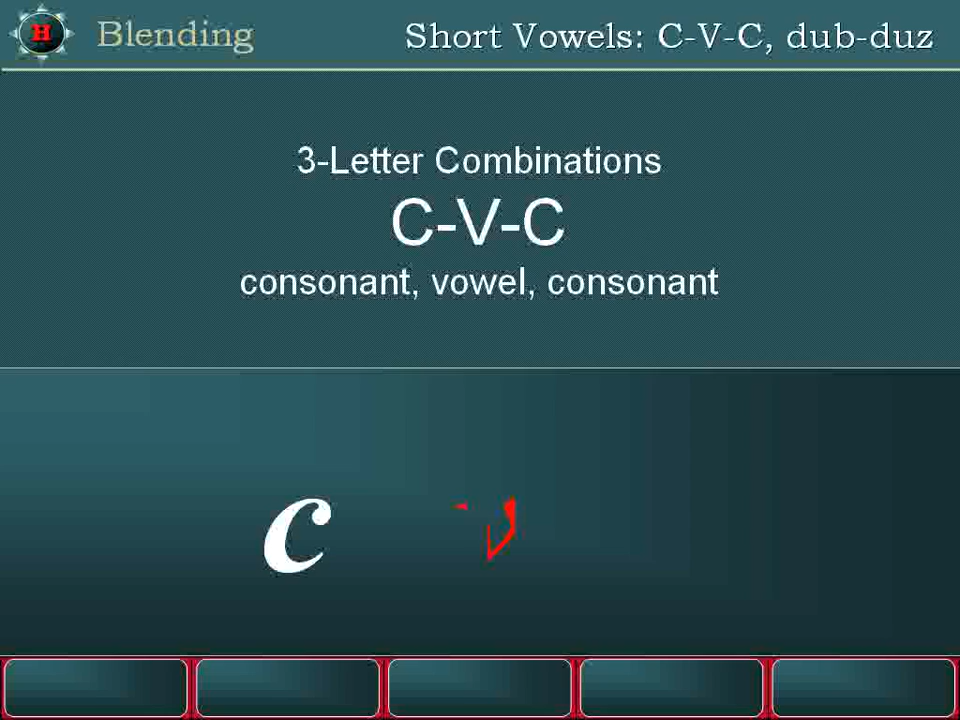 H Blending Short Vowels: C-V-C, dub-duz
3-Letter Combinations
C-V-C
consonant, vowel, consonant
c v